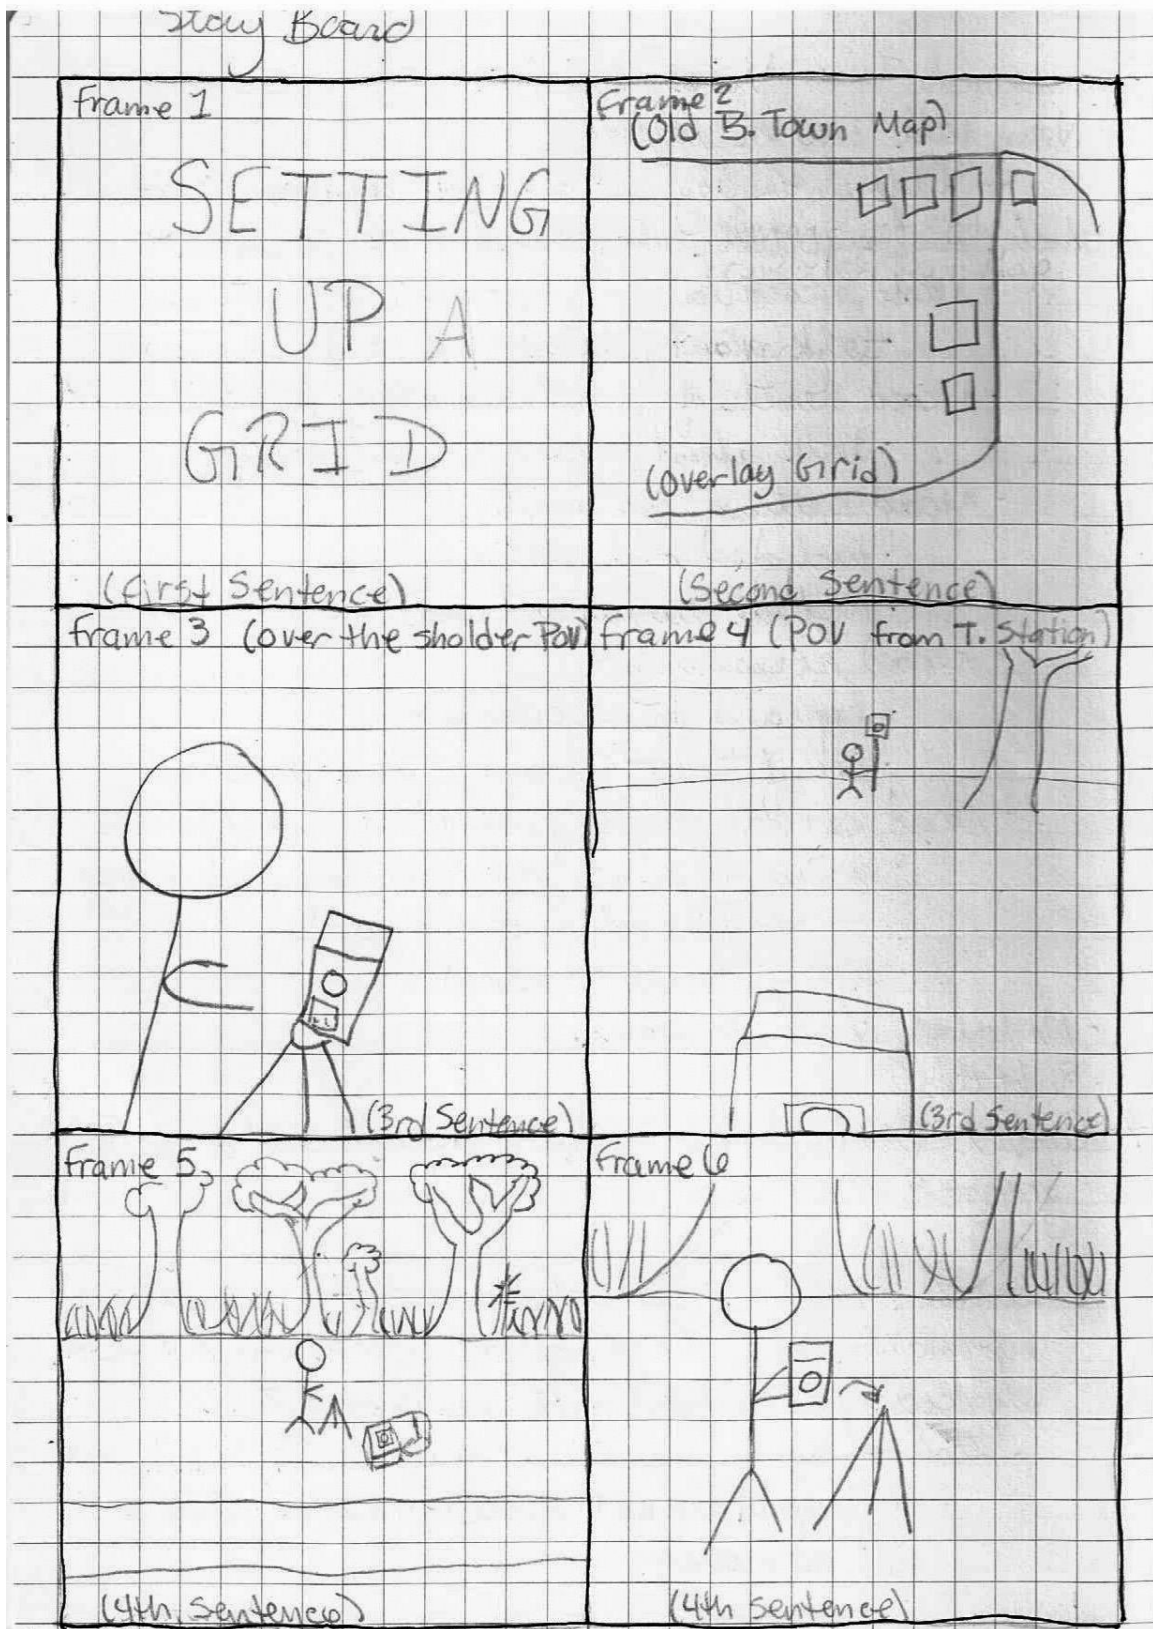 Story Board
Frame 1
SETTING
UP A
GRID
(first Sentence)
Frame 2
(Old B. Town Map)
(Overlay Grid)
(Second Sentence)
Frame 3 (over the sholder POV)
(3rd Sentence)
Frame 4 (POV from T. Station)
(3rd Sentence)
Frame 5
(4th Sentence)
Frame 6
(4th Sentence)